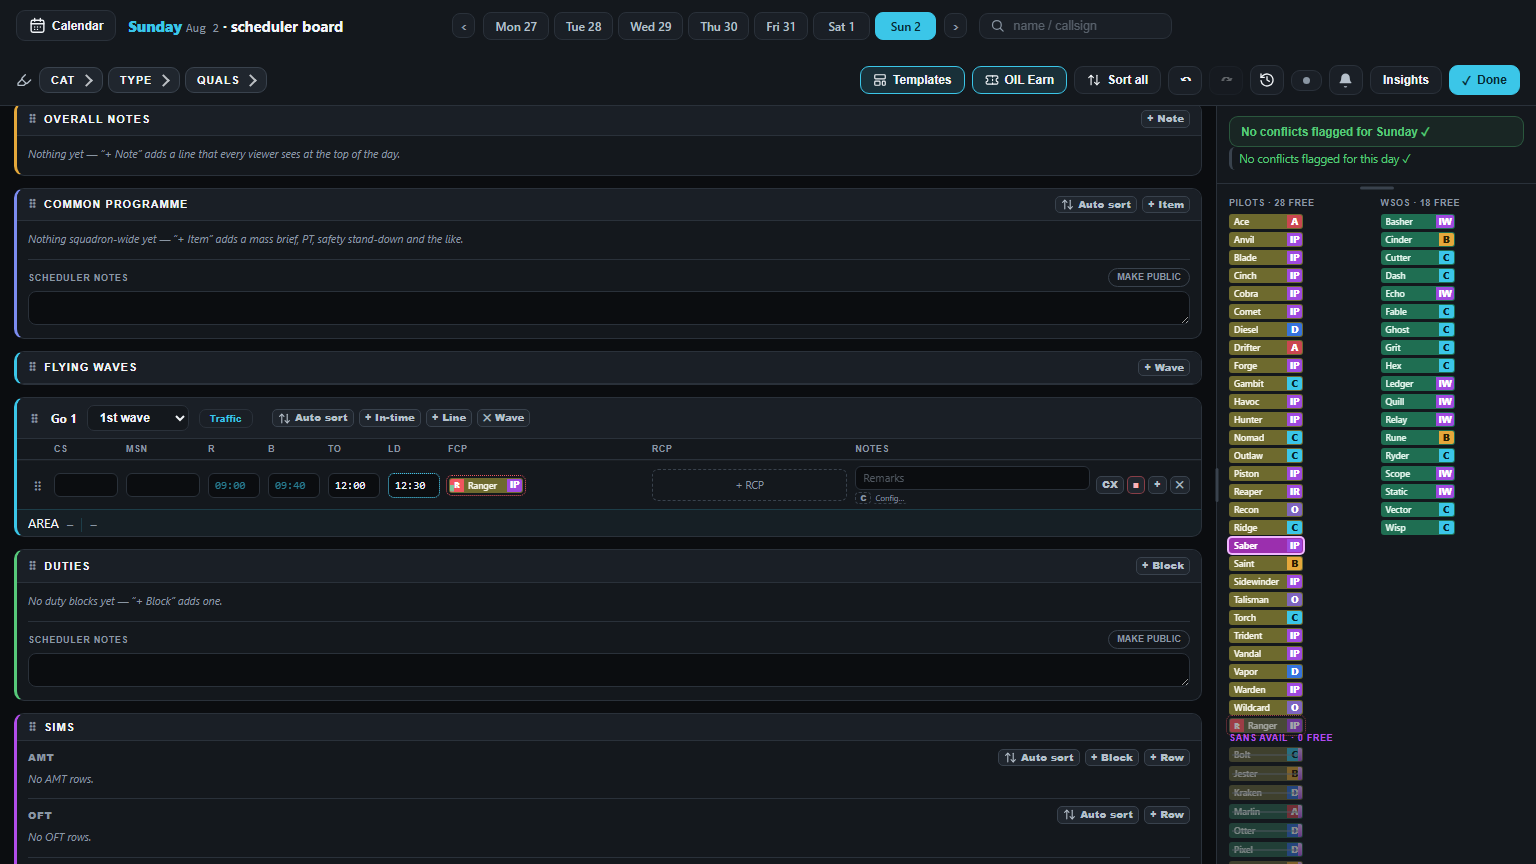 Calendar
Sunday Aug 2 · scheduler board
‹ Mon 27 Tue 28 Wed 29 Thu 30 Fri 31 Sat 1 Sun 2 ›
name / callsign
CAT TYPE QUALS
Templates OIL Earn Sort all Insights ✓ Done
OVERALL NOTES
+ Note
Nothing yet — "+ Note" adds a line that every viewer sees at the top of the day.
COMMON PROGRAMME
Auto sort + Item
Nothing squadron-wide yet — "+ Item" adds a mass brief, PT, safety stand-down and the like.
SCHEDULER NOTES
MAKE PUBLIC
FLYING WAVES
+ Wave
Go 1 1st wave Traffic Auto sort + In-time + Line ✕ Wave
CS MSN R B TO LD FCP RCP NOTES
09:00 09:40 12:00 12:30 R Ranger IP + RCP Remarks CX ■ + ✕
C Config...
AREA – –
DUTIES
+ Block
No duty blocks yet — "+ Block" adds one.
SCHEDULER NOTES
MAKE PUBLIC
SIMS
AMT
Auto sort + Block + Row
No AMT rows.
OFT
Auto sort + Row
No OFT rows.
No conflicts flagged for Sunday ✓
No conflicts flagged for this day ✓
PILOTS · 28 FREE
Ace A
Anvil IP
Blade IP
Cinch IP
Cobra IP
Comet IP
Diesel D
Drifter A
Forge IP
Gambit C
Havoc IP
Hunter IP
Nomad C
Outlaw C
Piston IP
Reaper IR
Recon O
Ridge C
Saber IP
Saint B
Sidewinder IP
Talisman O
Torch C
Trident IP
Vandal IP
Vapor D
Warden IP
Wildcard O
R Ranger IP
SANS AVAIL · 0 FREE
Bolt C
Jester B
Kraken D
Marlin A
Otter D
Pixel D
WSOS · 18 FREE
Basher IW
Cinder B
Cutter C
Dash C
Echo IW
Fable C
Ghost C
Grit C
Hex C
Ledger IW
Quill IW
Relay IW
Rune B
Ryder C
Scope IW
Static IW
Vector C
Wisp C